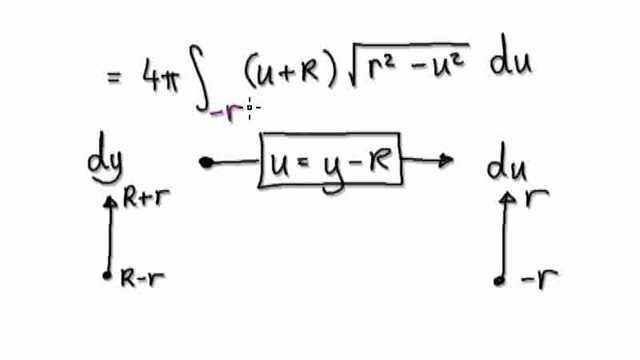 = 4π ∫ (u+R) √(r² − u²) du
−r
dy u = y − R du
R+r r
R−r −r